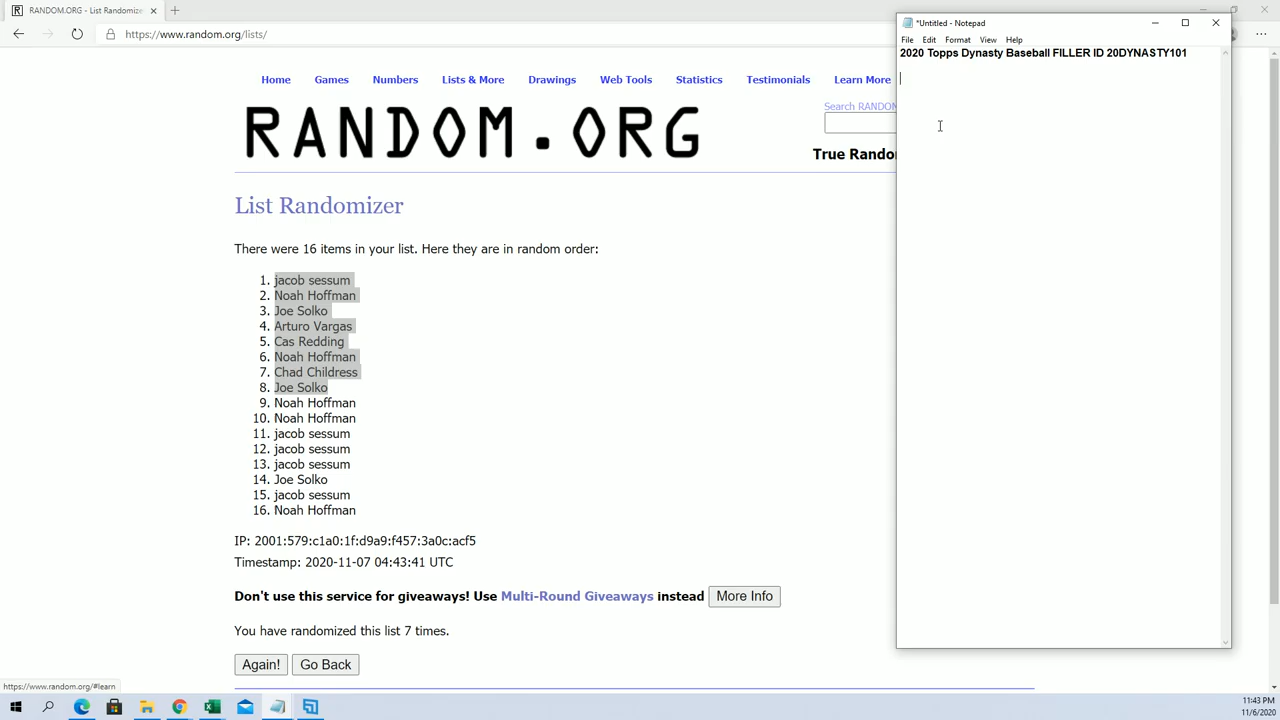 RANDOM.ORG - List Randomizer
https://www.random.org/lists/
*Untitled - Notepad
File Edit Format View Help
2020 Topps Dynasty Baseball FILLER ID 20DYNASTY101
Home Games Numbers Lists & More Drawings Web Tools Statistics Testimonials Learn More
RANDOM.ORG
Search RANDOM
True Rando
List Randomizer
There were 16 items in your list. Here they are in random order:
1. jacob sessum
2. Noah Hoffman
3. Joe Solko
4. Arturo Vargas
5. Cas Redding
6. Noah Hoffman
7. Chad Childress
8. Joe Solko
9. Noah Hoffman
10. Noah Hoffman
11. jacob sessum
12. jacob sessum
13. jacob sessum
14. Joe Solko
15. jacob sessum
16. Noah Hoffman
IP: 2001:579:c1a0:1f:d9a9:f457:3a0c:acf5
Timestamp: 2020-11-07 04:43:41 UTC
Don't use this service for giveaways! Use Multi-Round Giveaways instead More Info
You have randomized this list 7 times.
Again! Go Back
https://www.random.org/#learn
11:43 PM
11/6/2020